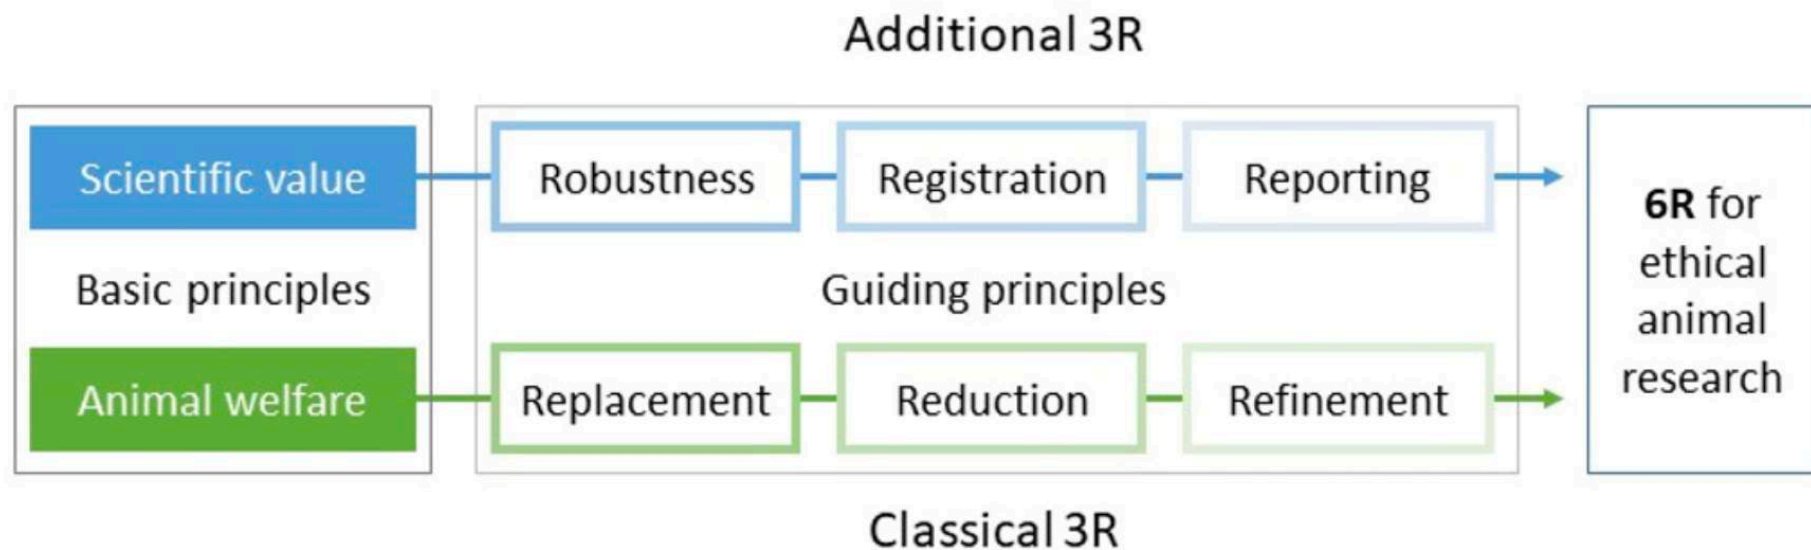 Additional 3R
Scientific value
Robustness
Registration
Reporting
Basic principles
Guiding principles
Animal welfare
Replacement
Reduction
Refinement
6R for
ethical
animal
research
Classical 3R